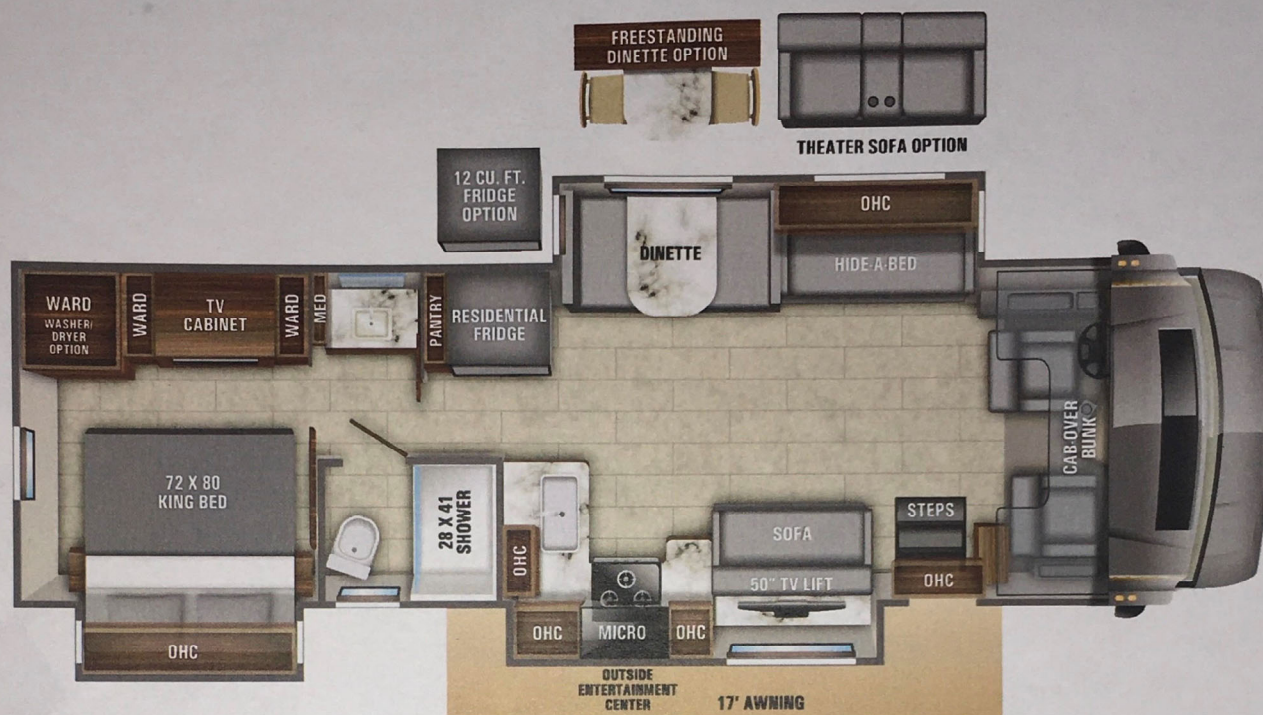 FREESTANDING
DINETTE OPTION
THEATER SOFA OPTION
12 CU. FT.
FRIDGE
OPTION
OHC
DINETTE
HIDE-A-BED
WARD
WASHER/
DRYER
OPTION
WARD
TV
CABINET
WARD
MED
PANTRY
RESIDENTIAL
FRIDGE
CAB-OVER
BUNK
72 X 80
KING BED
28 X 41
SHOWER
STEPS
SOFA
OHC
50" TV LIFT
OHC
OHC
MICRO
OHC
OHC
OUTSIDE
ENTERTAINMENT
CENTER
17' AWNING